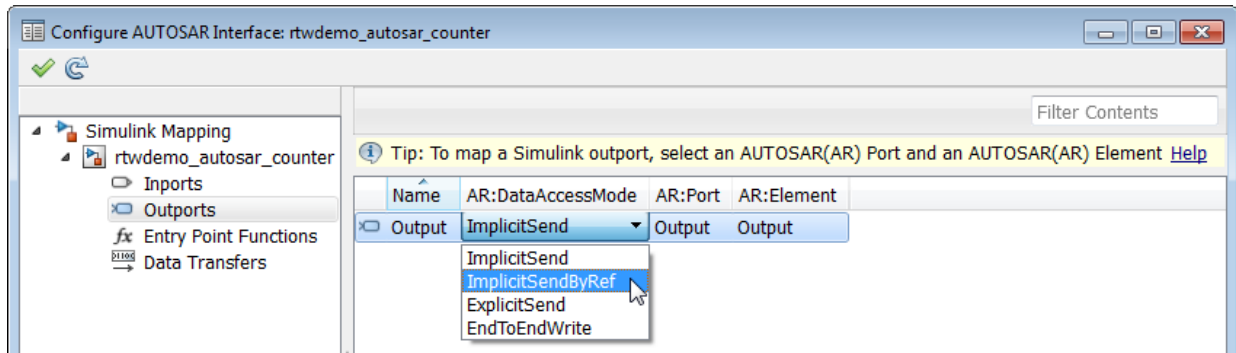 Configure AUTOSAR Interface: rtwdemo_autosar_counter
Filter Contents
Simulink Mapping
rtwdemo_autosar_counter
Inports
Outports
fx Entry Point Functions
Data Transfers
Tip: To map a Simulink outport, select an AUTOSAR(AR) Port and an AUTOSAR(AR) Element Help
Name AR:DataAccessMode AR:Port AR:Element
Output ImplicitSend Output Output
ImplicitSend
ImplicitSendByRef
ExplicitSend
EndToEndWrite